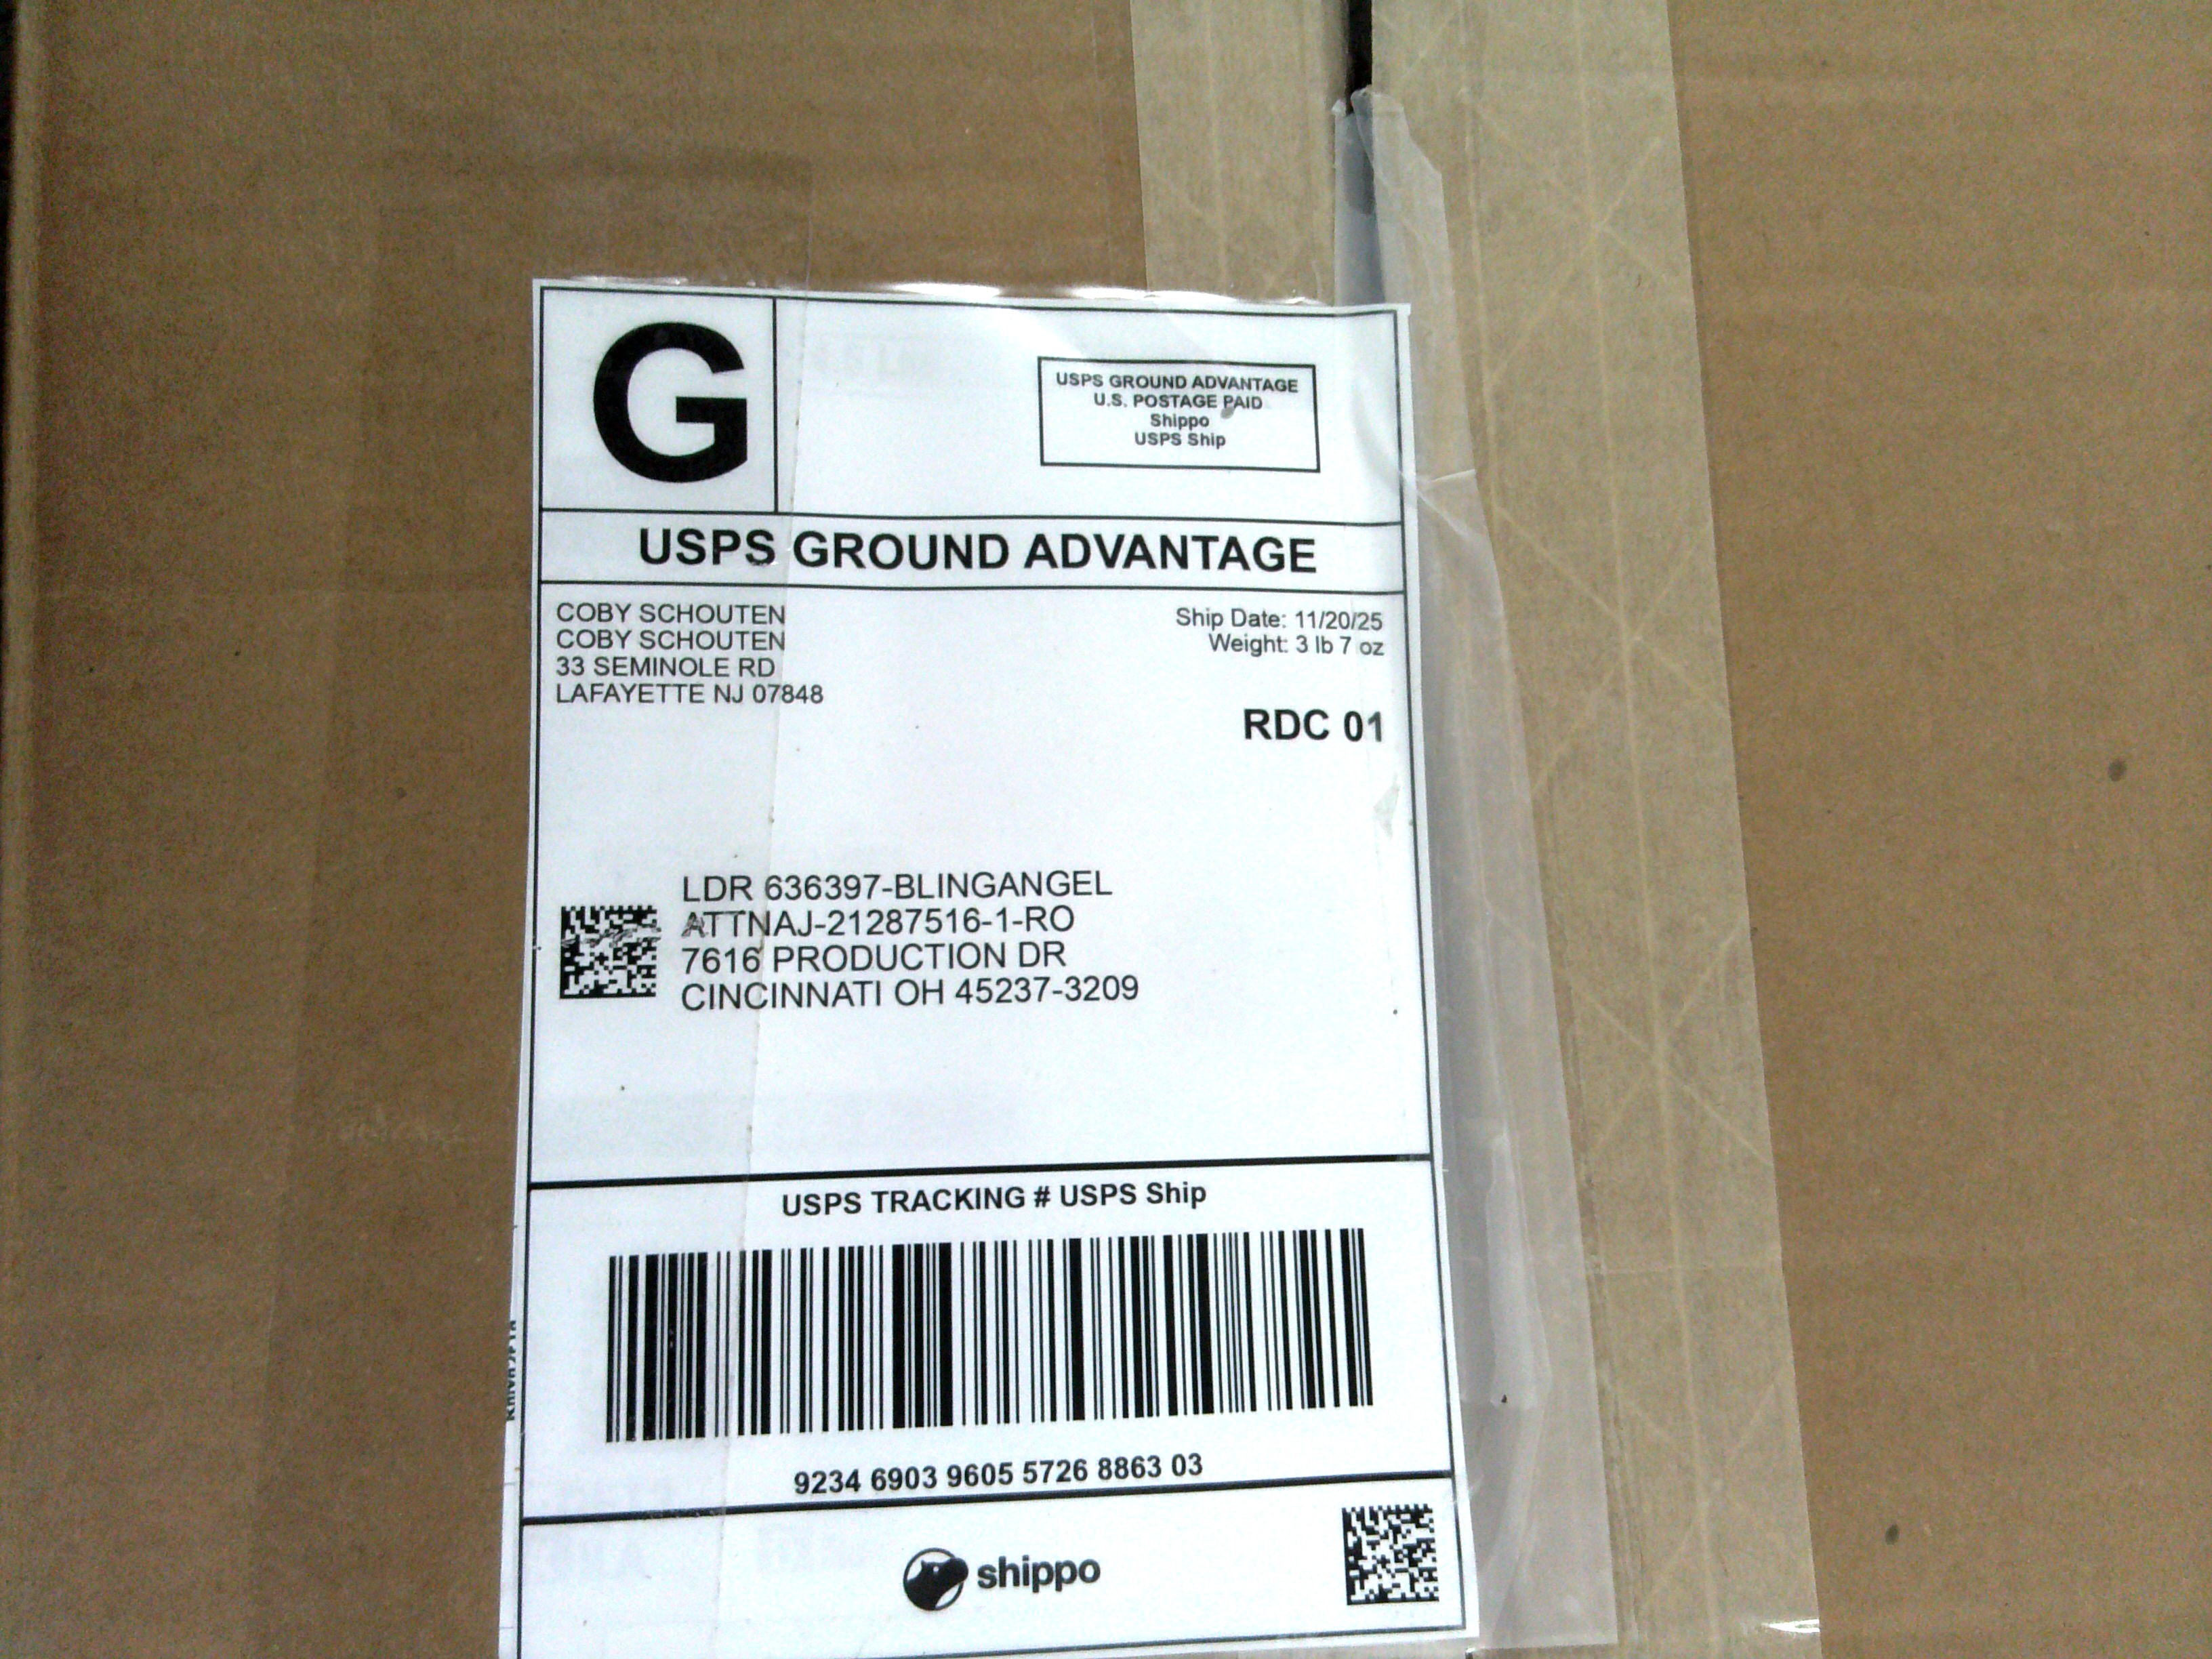 G
USPS GROUND ADVANTAGE
U.S. POSTAGE PAID
Shippo
USPS Ship
USPS GROUND ADVANTAGE
COBY SCHOUTEN
COBY SCHOUTEN
33 SEMINOLE RD
LAFAYETTE NJ 07848
Ship Date: 11/20/25
Weight: 3 lb 7 oz
RDC 01
LDR 636397-BLINGANGEL
ATTNAJ-21287516-1-RO
7616 PRODUCTION DR
CINCINNATI OH 45237-3209
USPS TRACKING # USPS Ship
9234 6903 9605 5726 8863 03
shippo